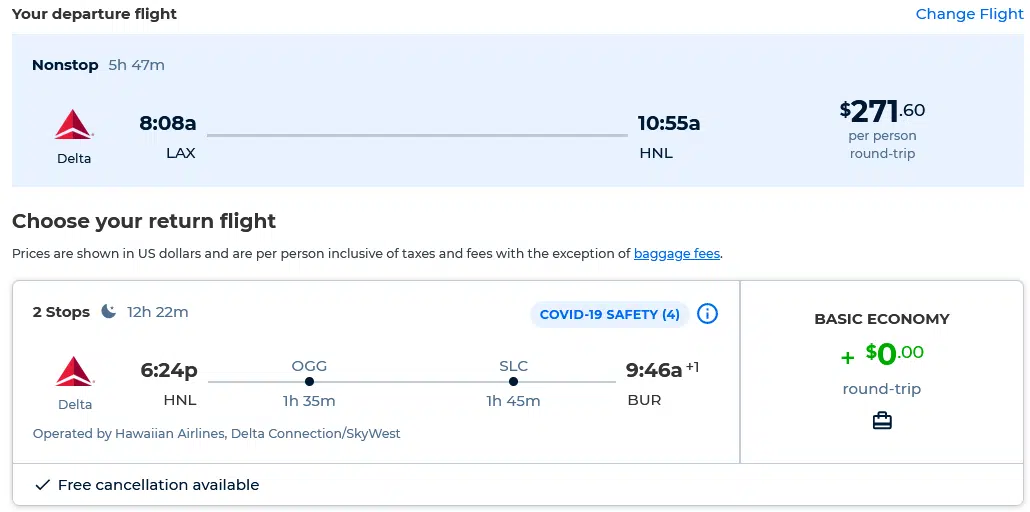 Your departure flight
Change Flight
Nonstop 5h 47m
8:08a
10:55a
$271.60
per person
round-trip
Delta
LAX
HNL
Choose your return flight
Prices are shown in US dollars and are per person inclusive of taxes and fees with the exception of baggage fees.
2 Stops 12h 22m
COVID-19 SAFETY (4)
i
6:24p
OGG
SLC
9:46a+1
Delta
HNL
1h 35m
1h 45m
BUR
Operated by Hawaiian Airlines, Delta Connection/SkyWest
BASIC ECONOMY
+ $0.00
round-trip
Free cancellation available